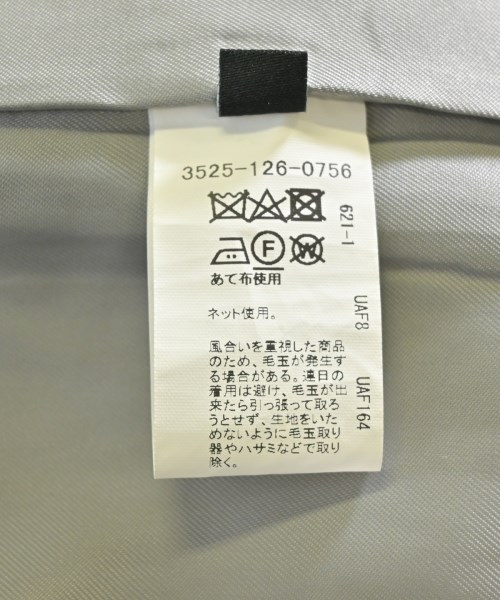 3525-126-0756
F W
あて布使用
ネット使用。
風合いを重視した商品
のため、毛玉が発生す
る場合がある。連日の
着用は避け、毛玉が出
来たら引っ張って取ろ
うとせず、生地をいた
めないように毛玉取り
器やハサミなどで取り
除く。
621-1
UAF8
UAF164